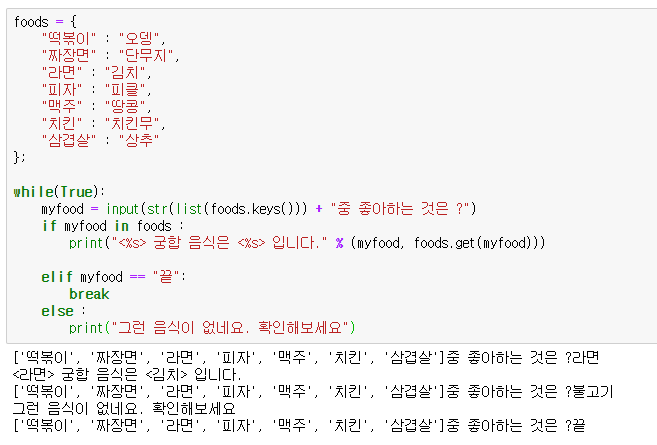 foods = {
    "떡볶이" : "오뎅",
    "짜장면" : "단무지",
    "라면" : "김치",
    "피자" : "피클",
    "맥주" : "땅콩",
    "치킨" : "치킨무",
    "삼겹살" : "상추"
};
while(True):
    myfood = input(str(list(foods.keys())) + "중 좋아하는 것은 ?")
    if myfood in foods :
        print("<%s> 궁합 음식은 <%s> 입니다." % (myfood, foods.get(myfood)))
    elif myfood == "끝":
        break
    else :
        print("그런 음식이 없네요. 확인해보세요")
['떡볶이', '짜장면', '라면', '피자', '맥주', '치킨', '삼겹살']중 좋아하는 것은 ?라면
<라면> 궁합 음식은 <김치> 입니다.
['떡볶이', '짜장면', '라면', '피자', '맥주', '치킨', '삼겹살']중 좋아하는 것은 ?불고기
그런 음식이 없네요. 확인해보세요
['떡볶이', '짜장면', '라면', '피자', '맥주', '치킨', '삼겹살']중 좋아하는 것은 ?끝